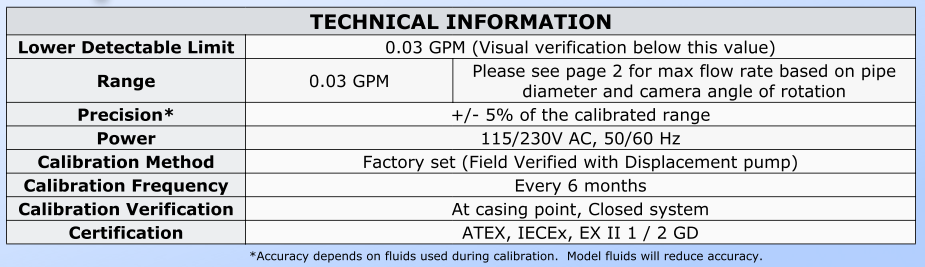 TECHNICAL INFORMATION
Lower Detectable Limit 0.03 GPM (Visual verification below this value)
Range 0.03 GPM Please see page 2 for max flow rate based on pipe
diameter and camera angle of rotation
Precision* +/- 5% of the calibrated range
Power 115/230V AC, 50/60 Hz
Calibration Method Factory set (Field Verified with Displacement pump)
Calibration Frequency Every 6 months
Calibration Verification At casing point, Closed system
Certification ATEX, IECEx, EX II 1 / 2 GD
*Accuracy depends on fluids used during calibration. Model fluids will reduce accuracy.